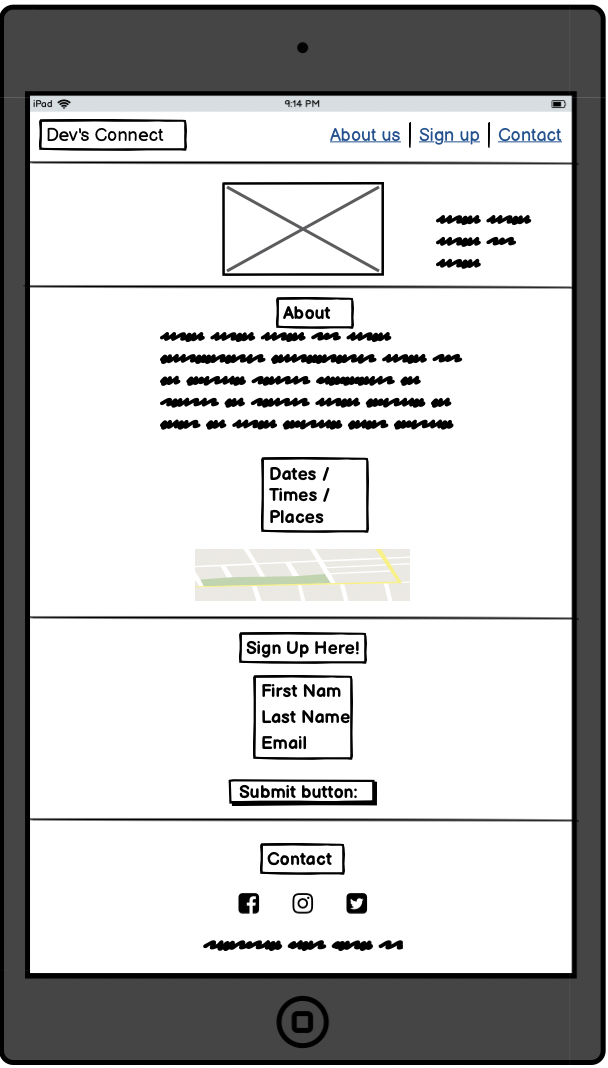 iPad 9:14 PM
Dev's Connect About us Sign up Contact
About
Dates /
Times /
Places
Sign Up Here!
First Nam
Last Name
Email
Submit button:
Contact